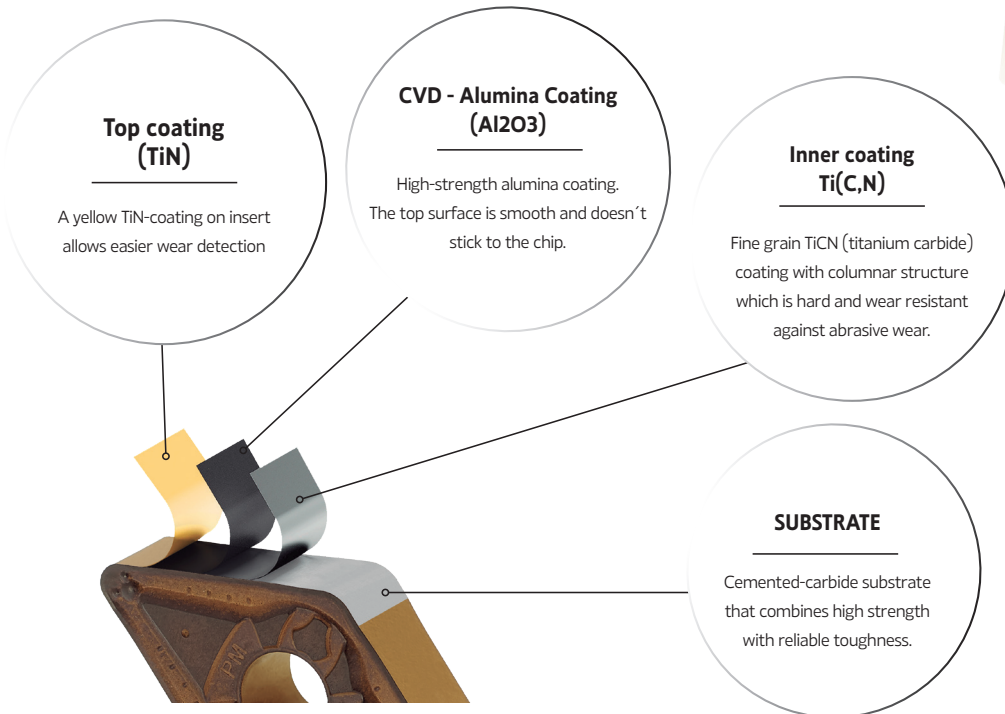 Top coating
(TiN)
A yellow TiN-coating on insert
allows easier wear detection
CVD - Alumina Coating
(Al2O3)
High-strength alumina coating.
The top surface is smooth and doesn´t
stick to the chip.
Inner coating
Ti(C,N)
Fine grain TiCN (titanium carbide)
coating with columnar structure
which is hard and wear resistant
against abrasive wear.
SUBSTRATE
Cemented-carbide substrate
that combines high strength
with reliable toughness.
PM